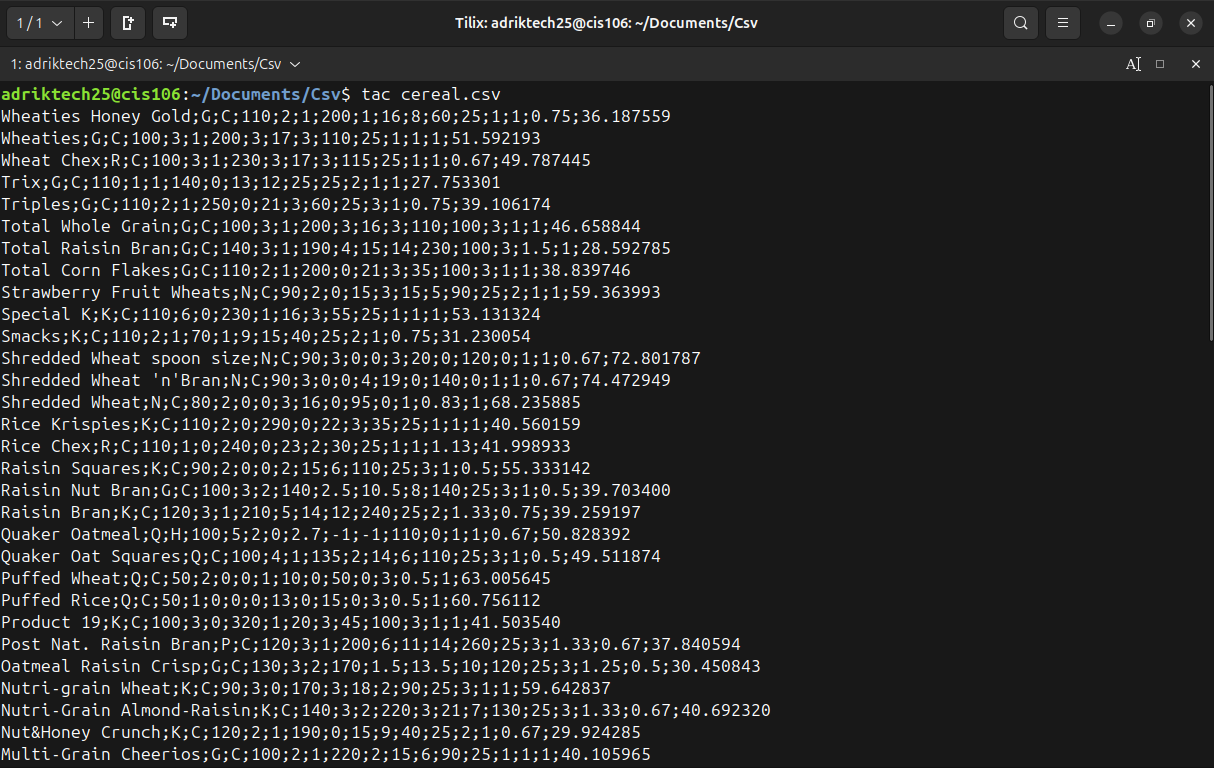 1 / 1
Tilix: adriktech25@cis106: ~/Documents/Csv
1: adriktech25@cis106: ~/Documents/Csv
adriktech25@cis106:~/Documents/Csv$ tac cereal.csv
Wheaties Honey Gold;G;C;110;2;1;200;1;16;8;60;25;1;1;0.75;36.187559
Wheaties;G;C;100;3;1;200;3;17;3;110;25;1;1;1;51.592193
Wheat Chex;R;C;100;3;1;230;3;17;3;115;25;1;1;0.67;49.787445
Trix;G;C;110;1;1;140;0;13;12;25;25;2;1;1;27.753301
Triples;G;C;110;2;1;250;0;21;3;60;25;3;1;0.75;39.106174
Total Whole Grain;G;C;100;3;1;200;3;16;3;110;100;3;1;1;46.658844
Total Raisin Bran;G;C;140;3;1;190;4;15;14;230;100;3;1.5;1;28.592785
Total Corn Flakes;G;C;110;2;1;200;0;21;3;35;100;3;1;1;38.839746
Strawberry Fruit Wheats;N;C;90;2;0;15;3;15;5;90;25;2;1;1;59.363993
Special K;K;C;110;6;0;230;1;16;3;55;25;1;1;1;53.131324
Smacks;K;C;110;2;1;70;1;9;15;40;25;2;1;0.75;31.230054
Shredded Wheat spoon size;N;C;90;3;0;0;3;20;0;120;0;1;1;0.67;72.801787
Shredded Wheat 'n'Bran;N;C;90;3;0;0;4;19;0;140;0;1;1;0.67;74.472949
Shredded Wheat;N;C;80;2;0;0;3;16;0;95;0;1;0.83;1;68.235885
Rice Krispies;K;C;110;2;0;290;0;22;3;35;25;1;1;1;40.560159
Rice Chex;R;C;110;1;0;240;0;23;2;30;25;1;1;1.13;41.998933
Raisin Squares;K;C;90;2;0;0;2;15;6;110;25;3;1;0.5;55.333142
Raisin Nut Bran;G;C;100;3;2;140;2.5;10.5;8;140;25;3;1;0.5;39.703400
Raisin Bran;K;C;120;3;1;210;5;14;12;240;25;2;1.33;0.75;39.259197
Quaker Oatmeal;Q;H;100;5;2;0;2.7;-1;-1;110;0;1;1;0.67;50.828392
Quaker Oat Squares;Q;C;100;4;1;135;2;14;6;110;25;3;1;0.5;49.511874
Puffed Wheat;Q;C;50;2;0;0;1;10;0;50;0;3;0.5;1;63.005645
Puffed Rice;Q;C;50;1;0;0;0;13;0;15;0;3;0.5;1;60.756112
Product 19;K;C;100;3;0;320;1;20;3;45;100;3;1;1;41.503540
Post Nat. Raisin Bran;P;C;120;3;1;200;6;11;14;260;25;3;1.33;0.67;37.840594
Oatmeal Raisin Crisp;G;C;130;3;2;170;1.5;13.5;10;120;25;3;1.25;0.5;30.450843
Nutri-grain Wheat;K;C;90;3;0;170;3;18;2;90;25;3;1;1;59.642837
Nutri-Grain Almond-Raisin;K;C;140;3;2;220;3;21;7;130;25;3;1.33;0.67;40.692320
Nut&Honey Crunch;K;C;120;2;1;190;0;15;9;40;25;2;1;0.67;29.924285
Multi-Grain Cheerios;G;C;100;2;1;220;2;15;6;90;25;1;1;1;40.105965